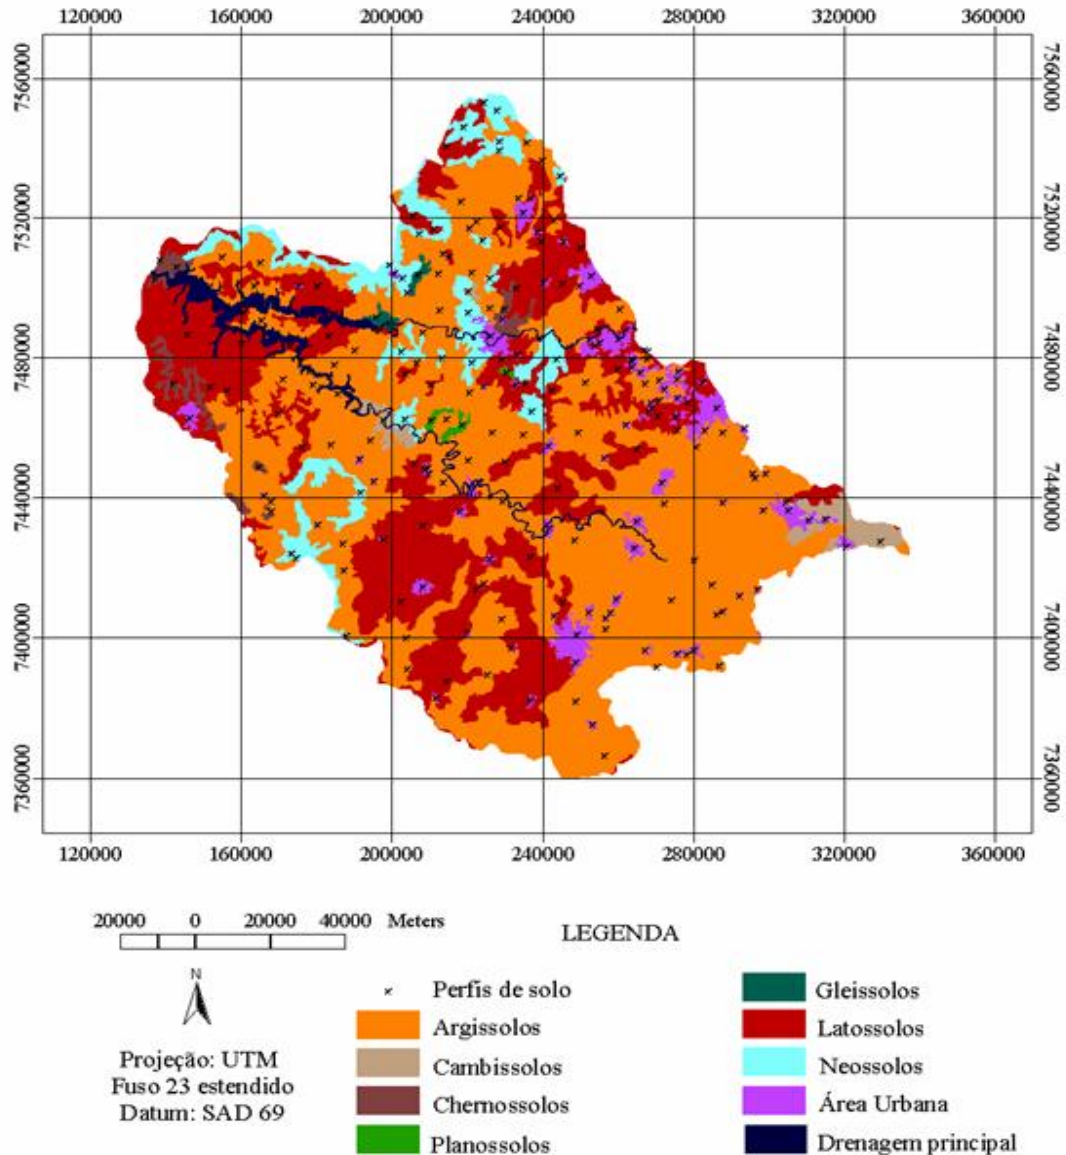 120000 160000 200000 240000 280000 320000 360000
7560000 7560000
7520000 7520000
7480000 7480000
7440000 7440000
7400000 7400000
7360000 7360000
120000 160000 200000 240000 280000 320000 360000
20000 0 20000 40000 Meters
LEGENDA
N
Projeção: UTM
Fuso 23 estendido
Datum: SAD 69
Perfis de solo
Argissolos
Cambissolos
Chernossolos
Planossolos
Gleissolos
Latossolos
Neossolos
Área Urbana
Drenagem principal